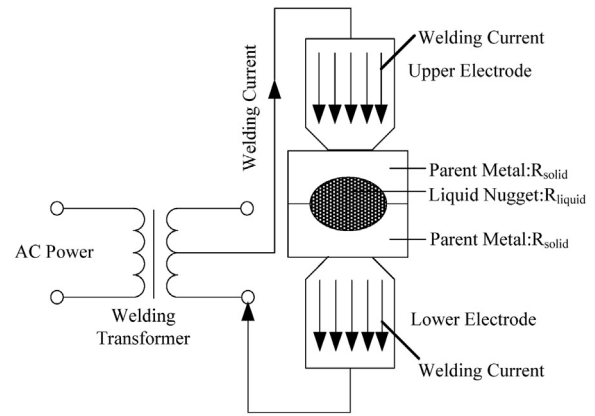 Welding Current
Upper Electrode
Welding Current
Parent Metal:Rsolid
Liquid Nugget:Rliquid
Parent Metal:Rsolid
AC Power
Welding
Transformer
Lower Electrode
Welding Current